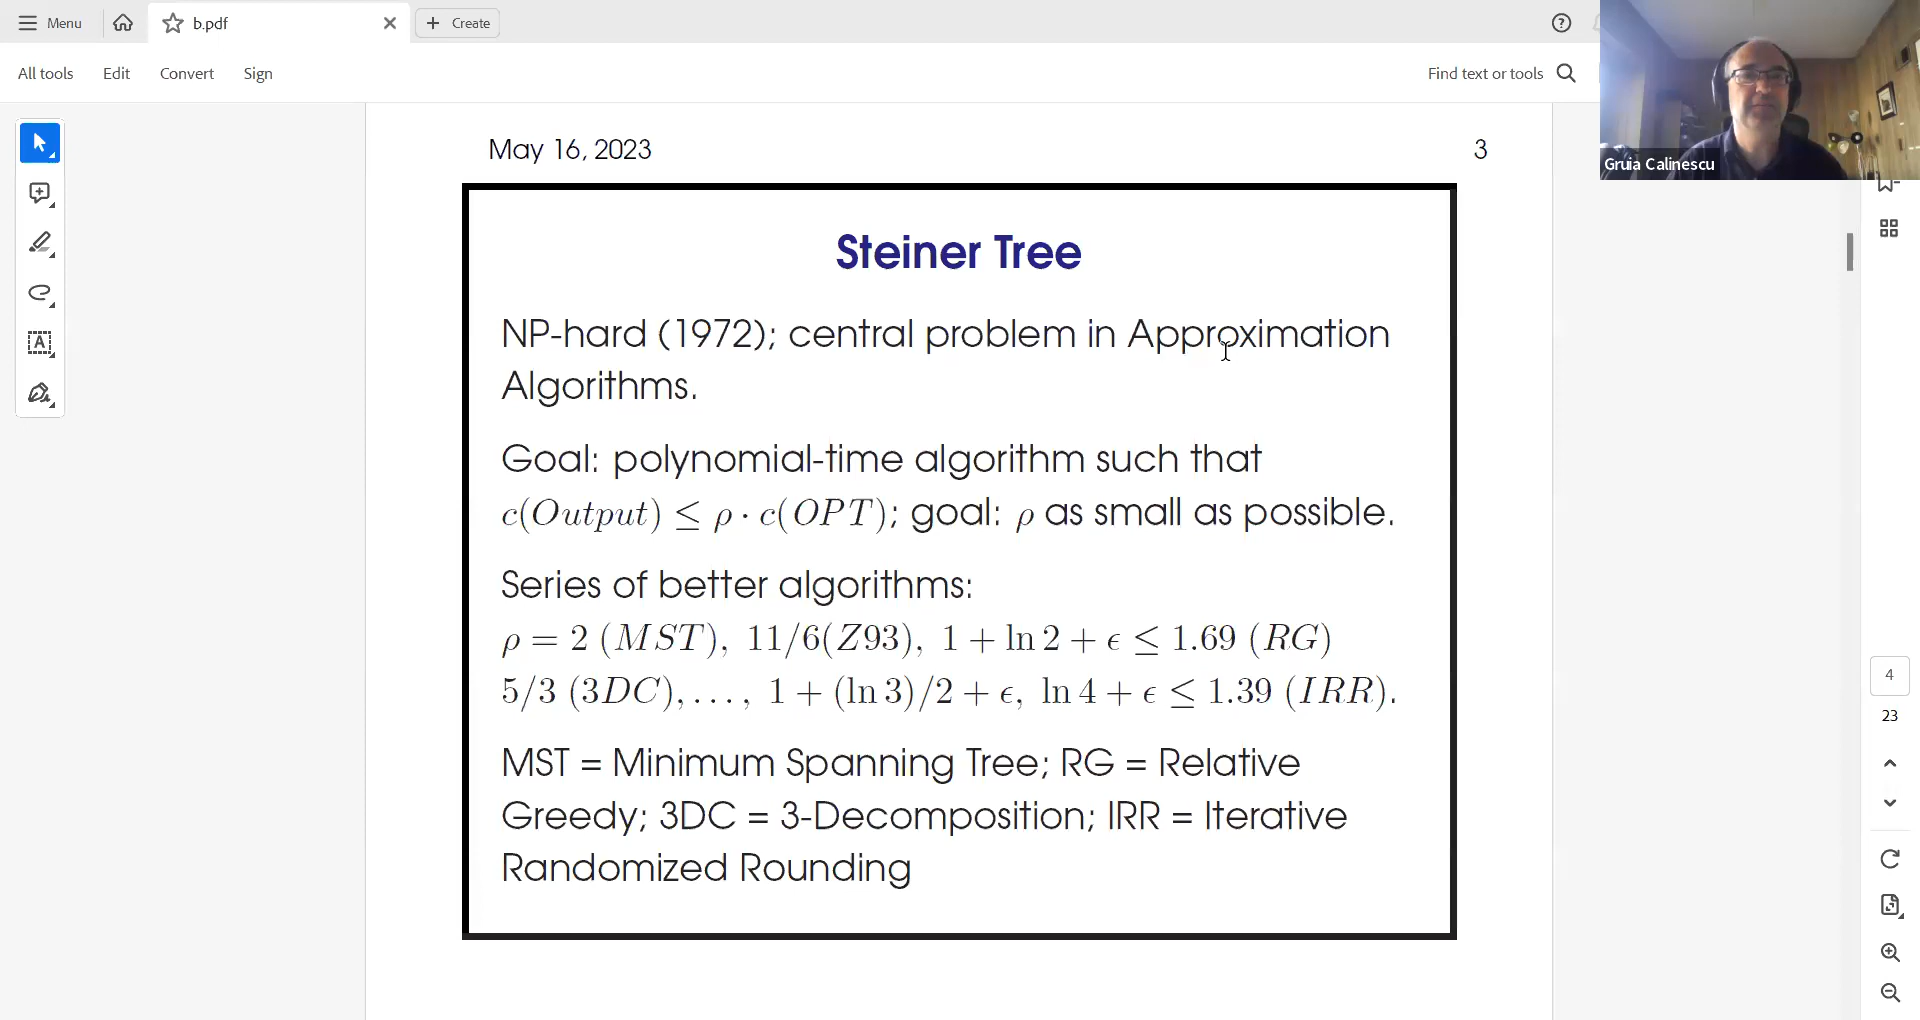 Menu
b.pdf
Create
All tools
Edit
Convert
Sign
Find text or tools
Gruia Calinescu
May 16, 2023
3
Steiner Tree
NP-hard (1972); central problem in Approximation
Algorithms.
Goal: polynomial-time algorithm such that
c(Output) ≤ ρ · c(OPT); goal: ρ as small as possible.
Series of better algorithms:
ρ = 2 (MST), 11/6(Z93), 1 + ln 2 + ϵ ≤ 1.69 (RG)
5/3 (3DC), . . . , 1 + (ln 3)/2 + ϵ, ln 4 + ϵ ≤ 1.39 (IRR).
MST = Minimum Spanning Tree; RG = Relative
Greedy; 3DC = 3-Decomposition; IRR = Iterative
Randomized Rounding
4
23